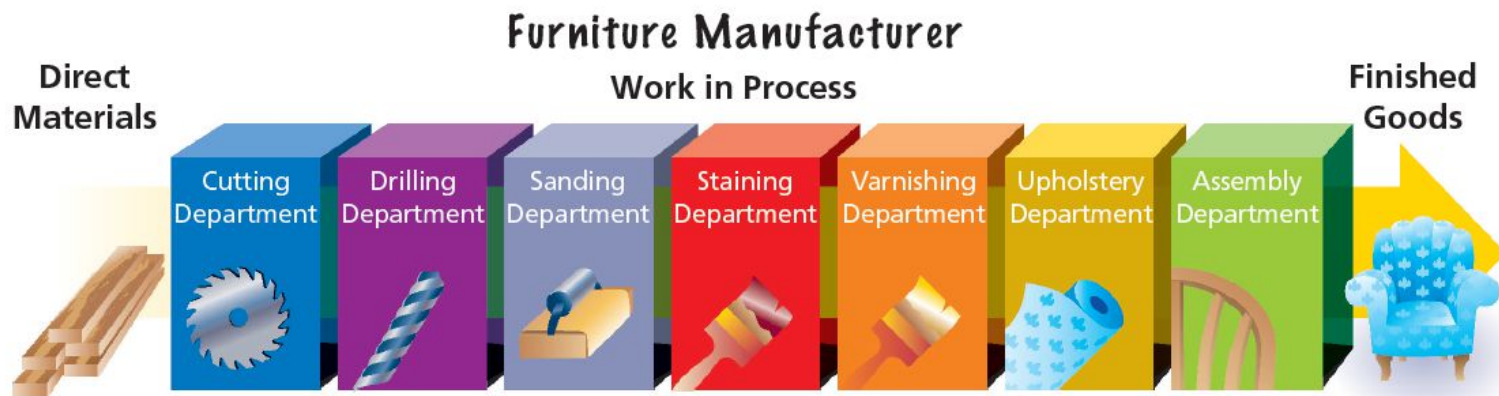 Furniture Manufacturer
Work in Process
Direct
Materials
Cutting
Department
Drilling
Department
Sanding
Department
Staining
Department
Varnishing
Department
Upholstery
Department
Assembly
Department
Finished
Goods